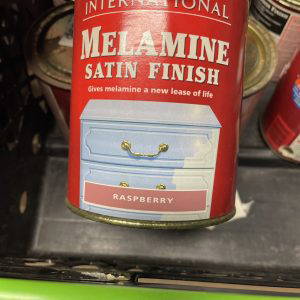 INTERNATIONAL
MELAMINE
SATIN FINISH
Gives melamine a new lease of life
RASPBERRY